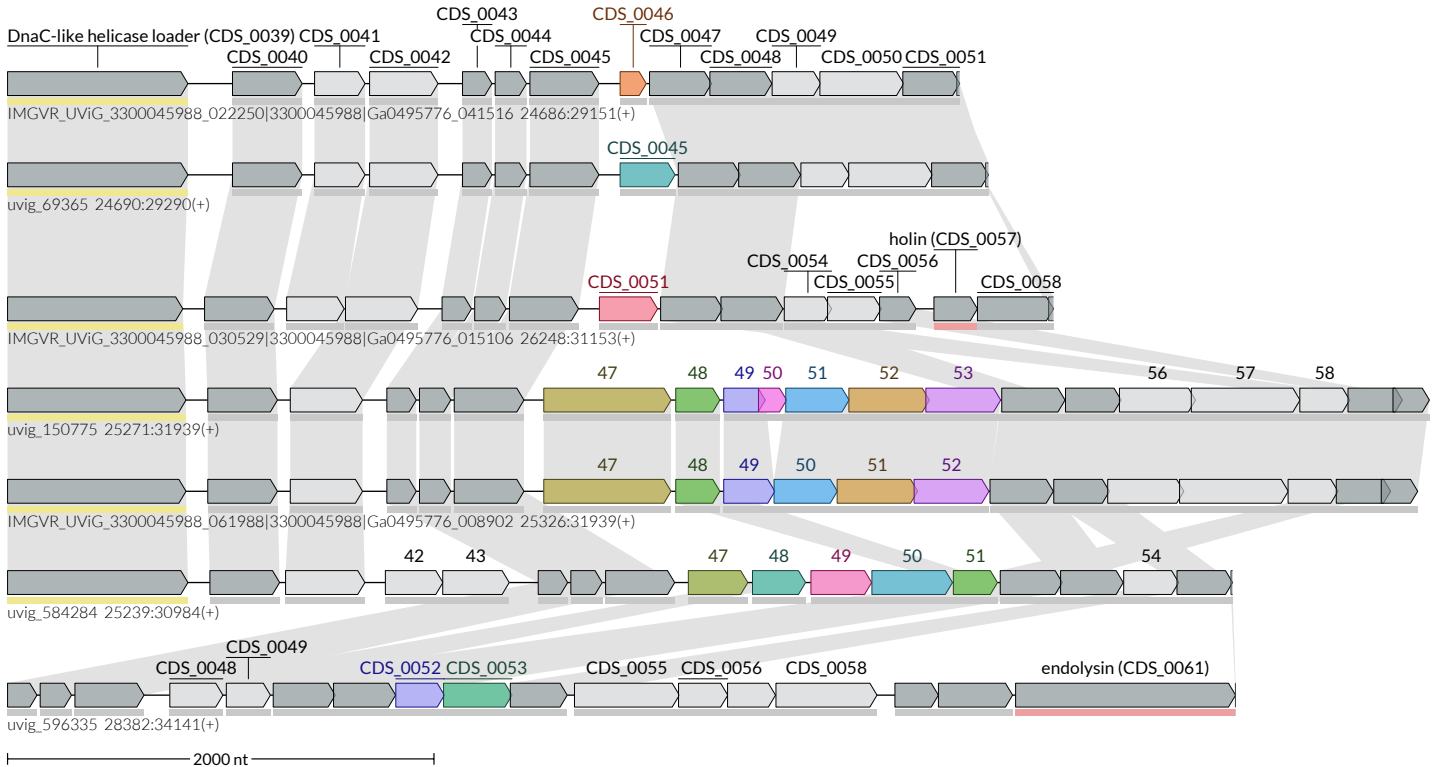 CDS_0043 CDS_0046
DnaC-like helicase loader (CDS_0039) CDS_0041 CDS_0044 CDS_0047 CDS_0049
CDS_0040 CDS_0042 CDS_0045 CDS_0048 CDS_0050 CDS_0051
IMGVR_UViG_3300045988_022250|3300045988|Ga0495776_041516 24686:29151(+)
CDS_0045
uvig_69365 24690:29290(+)
holin (CDS_0057)
CDS_0054 CDS_0056
CDS_0051 CDS_0055 CDS_0058
IMGVR_UViG_3300045988_030529|3300045988|Ga0495776_015106 26248:31153(+)
47 48 49 50 51 52 53 56 57 58
uvig_150775 25271:31939(+)
47 48 49 50 51 52
IMGVR_UViG_3300045988_061988|3300045988|Ga0495776_008902 25326:31939(+)
42 43 47 48 49 50 51 54
uvig_584284 25239:30984(+)
CDS_0049
CDS_0048 CDS_0052 CDS_0053 CDS_0055 CDS_0056 CDS_0058 endolysin (CDS_0061)
uvig_596335 28382:34141(+)
2000 nt